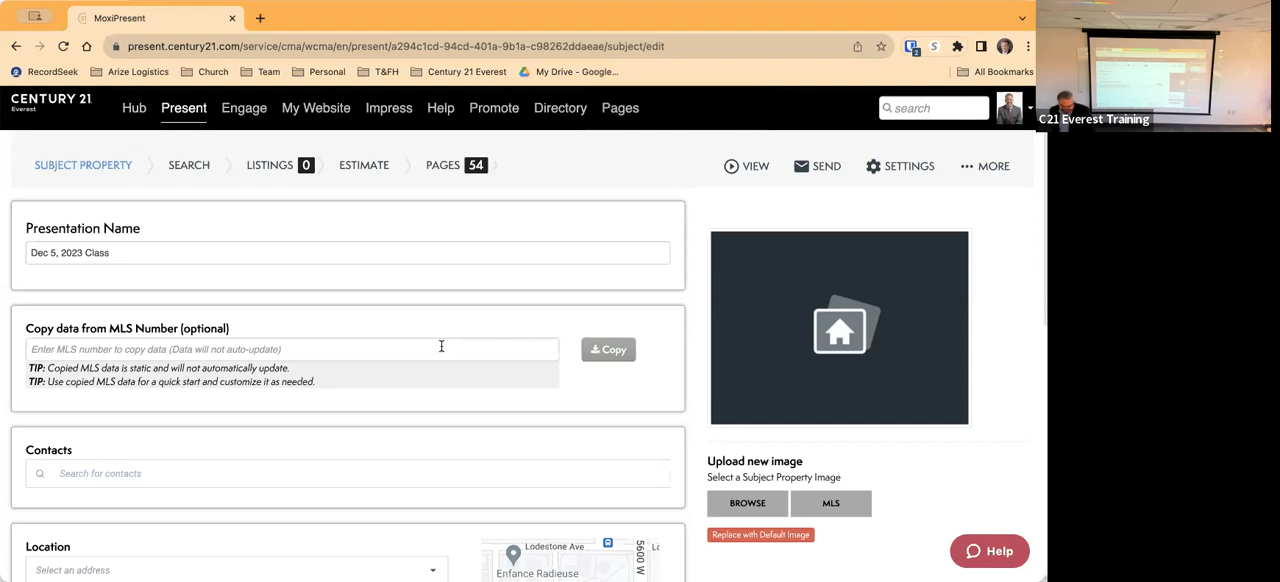 MoxiPresent
present.century21.com/service/cma/wcma/en/present/a294c1cd-94cd-401a-9b1a-c98262ddaeae/subject/edit
2
S
RecordSeek Arize Logistics Church Team Personal T&FH Century 21 Everest My Drive - Google... All Bookmarks
CENTURY 21
Everest
Hub Present Engage My Website Impress Help Promote Directory Pages search
C21 Everest Training
SUBJECT PROPERTY SEARCH LISTINGS 0 ESTIMATE PAGES 54 VIEW SEND SETTINGS MORE
Presentation Name
Dec 5, 2023 Class
Copy data from MLS Number (optional)
Enter MLS number to copy data (Data will not auto-update) Copy
TIP: Copied MLS data is static and will not automatically update.
TIP: Use copied MLS data for a quick start and customize it as needed.
Contacts
Search for contacts
Upload new image
Select a Subject Property Image
BROWSE MLS
Replace with Default Image
Location
Select an address
Lodestone Ave
5600 W
Lc
Enfance Radieuse
Help